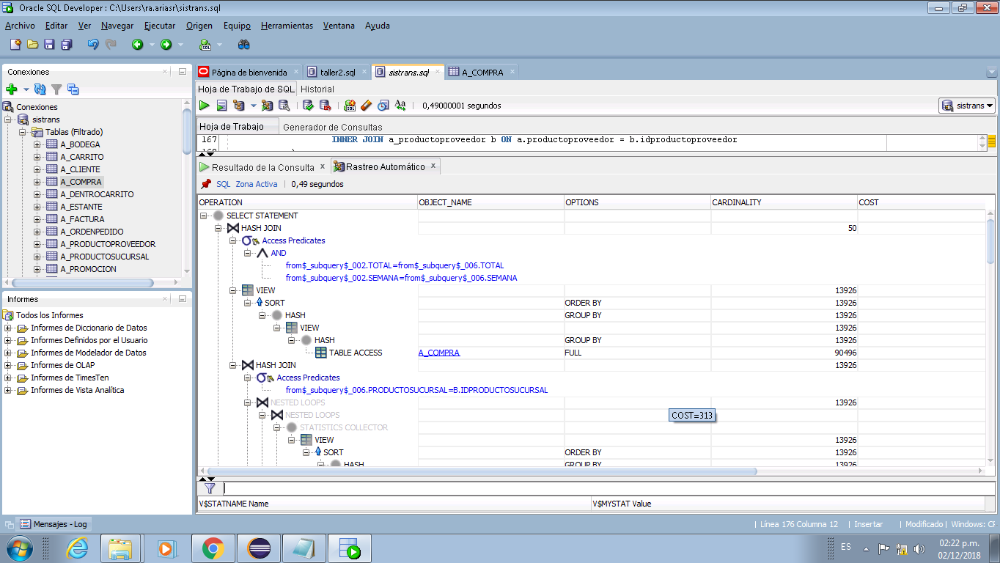 Oracle SQL Developer : C:\Users\ra.ariasr\sistrans.sql
Archivo Editar Ver Navegar Ejecutar Origen Equipo Herramientas Ventana Ayuda
Conexiones
Conexiones
sistrans
Tablas (Filtrado)
A_BODEGA
A_CARRITO
A_CLIENTE
A_COMPRA
A_DENTROCARRITO
A_ESTANTE
A_FACTURA
A_ORDENPEDIDO
A_PRODUCTOPROVEEDOR
A_PRODUCTOSUCURSAL
A_PROMOCION
Informes
Todos los Informes
Informes de Diccionario de Datos
Informes Definidos por el Usuario
Informes de Modelador de Datos
Informes de OLAP
Informes de TimesTen
Informes de Vista Analítica
Página de bienvenida taller2.sql sistrans.sql A_COMPRA
Hoja de Trabajo de SQL Historial
0,49000001 segundos sistrans
Hoja de Trabajo Generador de Consultas
167 INNER JOIN a_productoproveedor b ON a.productoproveedor = b.idproductoproveedor
168 )
Resultado de la Consulta x Rastreo Automático x
SQL Zona Activa | 0,49 segundos
OPERATION OBJECT_NAME OPTIONS CARDINALITY COST
SELECT STATEMENT
HASH JOIN 50
Access Predicates
AND
from$_subquery$_002.TOTAL=from$_subquery$_006.TOTAL
from$_subquery$_002.SEMANA=from$_subquery$_006.SEMANA
VIEW 13926
SORT ORDER BY 13926
HASH GROUP BY 13926
VIEW 13926
HASH GROUP BY 13926
TABLE ACCESS A_COMPRA FULL 90496
HASH JOIN 13926
Access Predicates
from$_subquery$_006.PRODUCTOSUCURSAL=B.IDPRODUCTOSUCURSAL
NESTED LOOPS 13926
NESTED LOOPS COST=313
STATISTICS COLLECTOR
VIEW 13926
SORT ORDER BY 13926
HASH GROUP BY 13926
V$STATNAME Name V$MYSTAT Value
Mensajes - Log
| Línea 176 Columna 12 | Insertar | Modificado | Windows: CF
SQL
ES 02:22 p.m.
02/12/2018